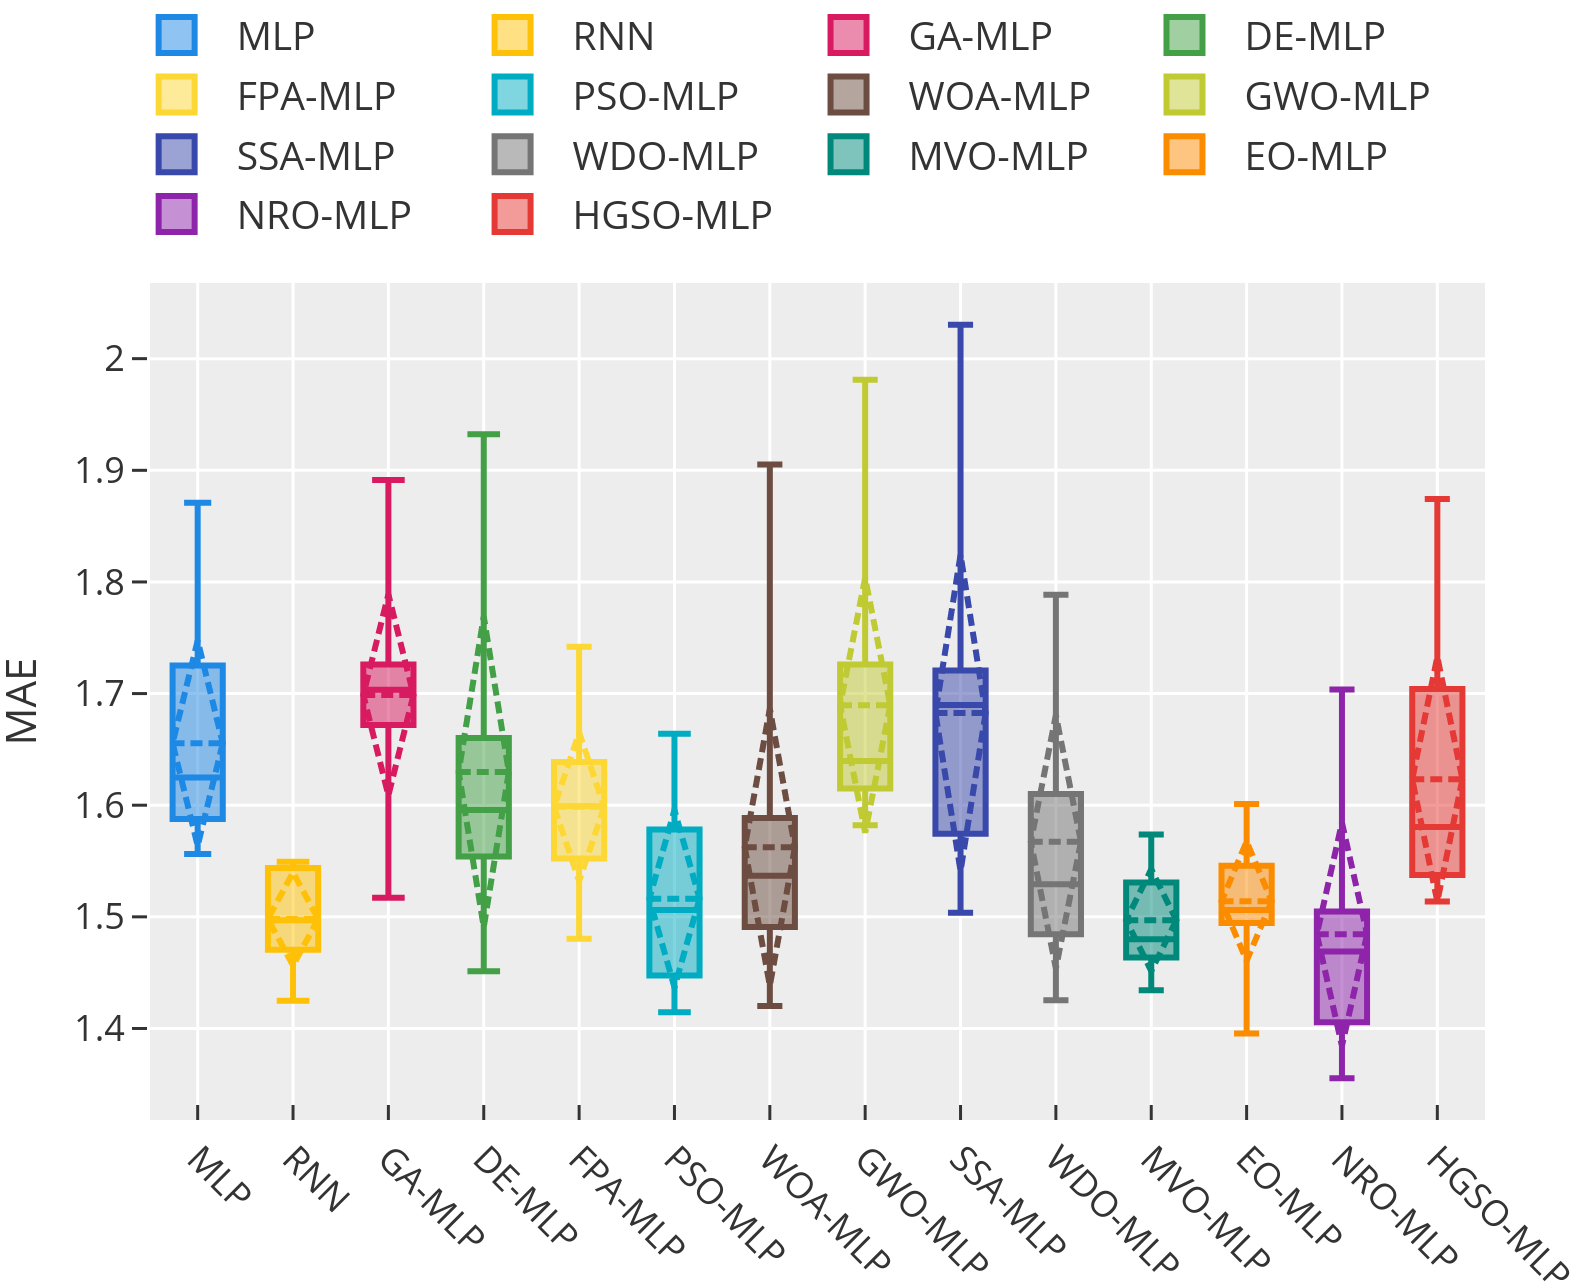 MLP RNN GA-MLP DE-MLP
FPA-MLP PSO-MLP WOA-MLP GWO-MLP
SSA-MLP WDO-MLP MVO-MLP EO-MLP
NRO-MLP HGSO-MLP
MAE
2
1.9
1.8
1.7
1.6
1.5
1.4
MLP
RNN
GA-MLP
DE-MLP
FPA-MLP
PSO-MLP
WOA-MLP
GWO-MLP
SSA-MLP
WDO-MLP
MVO-MLP
EO-MLP
NRO-MLP
HGSO-MLP